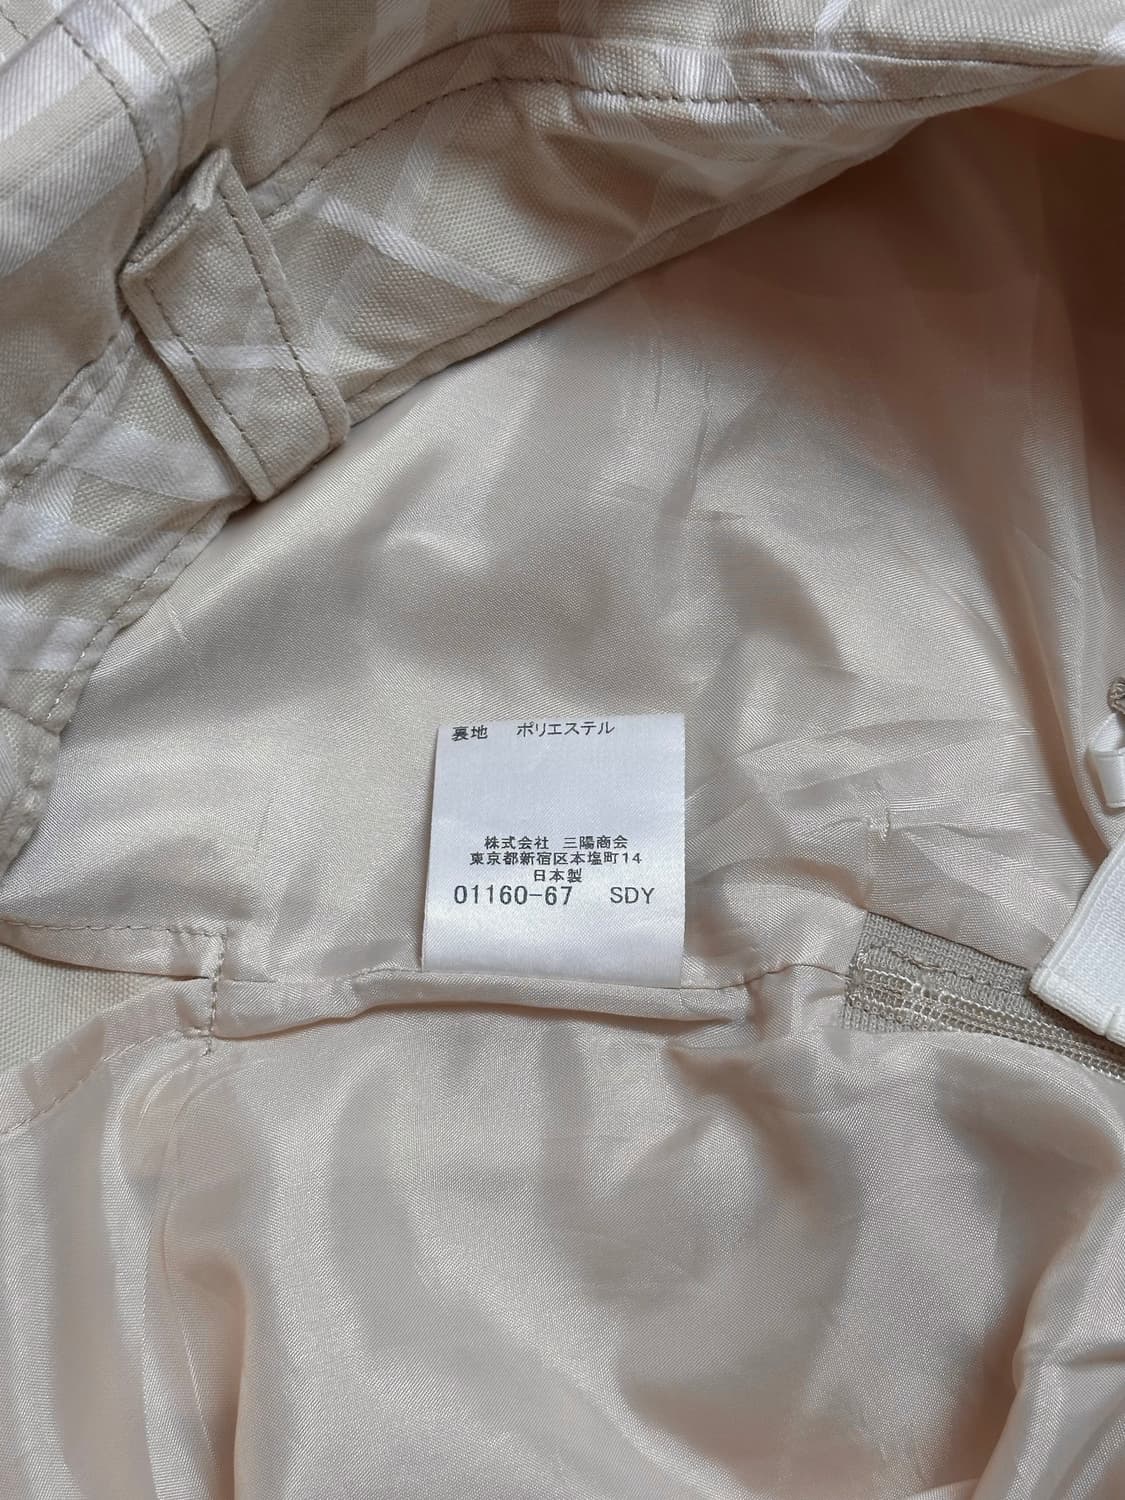 裏地 ポリエステル
株式会社 三陽商会
東京都新宿区本塩町14
日本製
01160-67 SDY